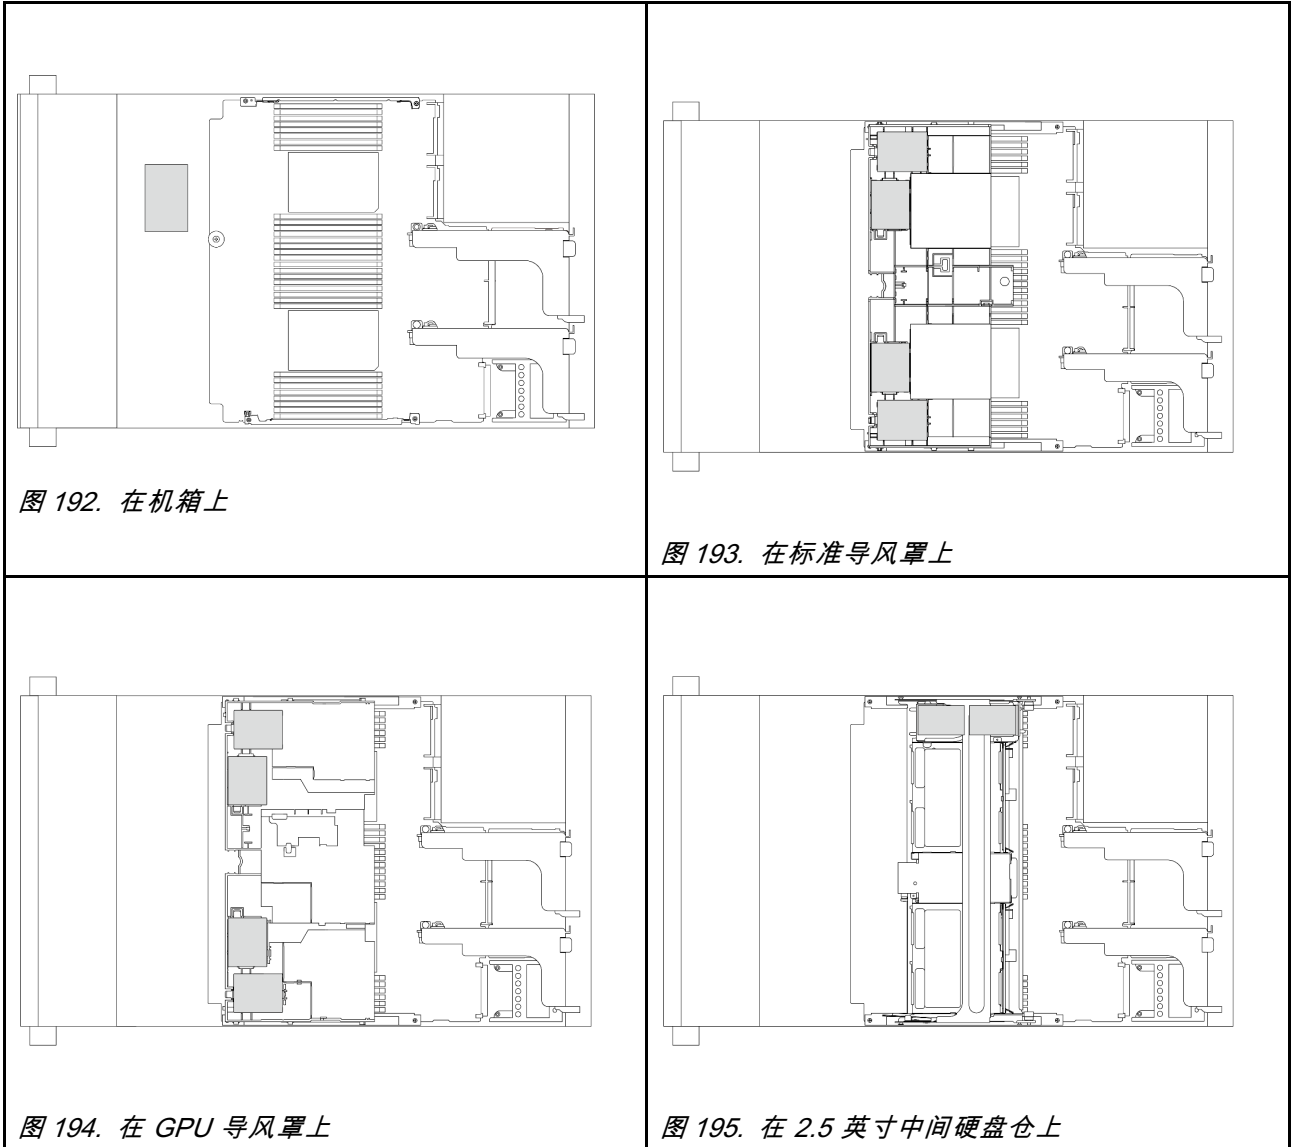 图 192. 在机箱上
图 193. 在标准导风罩上
图 194. 在 GPU 导风罩上
图 195. 在 2.5 英寸中间硬盘仓上